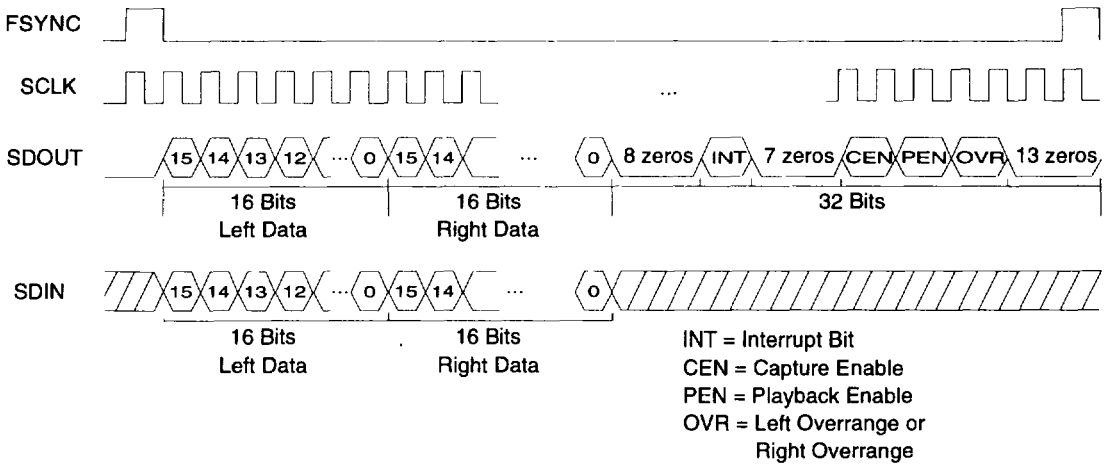 FSYNC
SCLK
...
SDOUT
15 14 13 12 ... 0 15 14 ... 0 8 zeros INT 7 zeros CEN PEN OVR 13 zeros
16 Bits
Left Data
16 Bits
Right Data
32 Bits
SDIN
15 14 13 12 ... 0 15 14 ... 0
16 Bits
Left Data
16 Bits
Right Data
INT = Interrupt Bit
CEN = Capture Enable
PEN = Playback Enable
OVR = Left Overrange or
Right Overrange